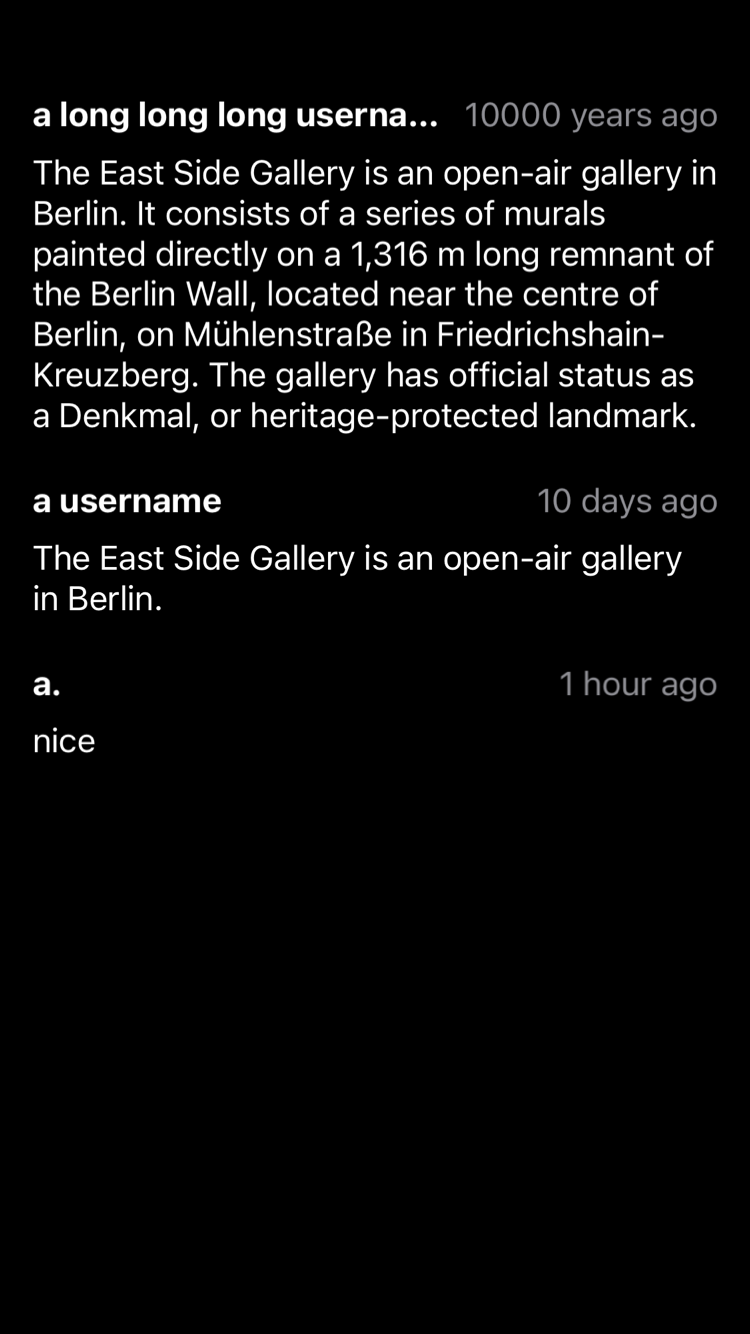 a long long long userna... 10000 years ago
The East Side Gallery is an open-air gallery in
Berlin. It consists of a series of murals
painted directly on a 1,316 m long remnant of
the Berlin Wall, located near the centre of
Berlin, on Mühlenstraße in Friedrichshain-
Kreuzberg. The gallery has official status as
a Denkmal, or heritage-protected landmark.
a username 10 days ago
The East Side Gallery is an open-air gallery
in Berlin.
a. 1 hour ago
nice